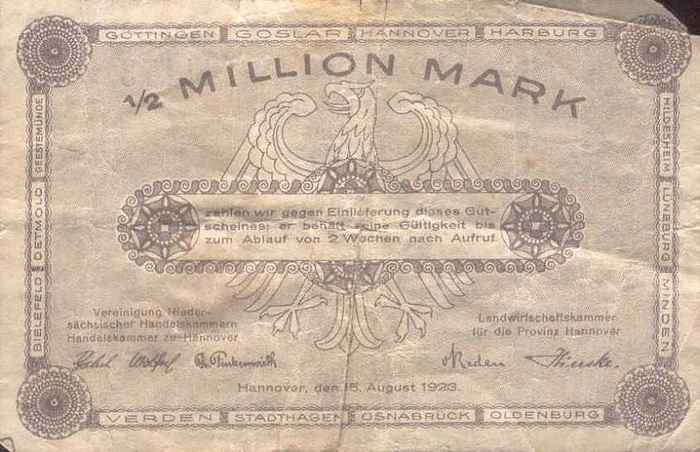 GÖTTINGEN GOSLAR HANNOVER HARBURG
1/2 MILLION MARK
GEESTEMÜNDE
DETMOLD
BIELEFELD
HILDESHEIM
LÜNEBURG
MINDEN
zahlen wir gegen Einlieferung dieses Gut-
scheines; er behält seine Gültigkeit bis
zum Ablauf von 2 Wochen nach Aufruf
Vereinigung Nieder-
sächsischer Handelskammern
Handelskammer zu Hannover
Landwirtschaftskammer
für die Provinz Hannover
Hannover, den 15. August 1923.
VERDEN STADTHAGEN OSNABRÜCK OLDENBURG